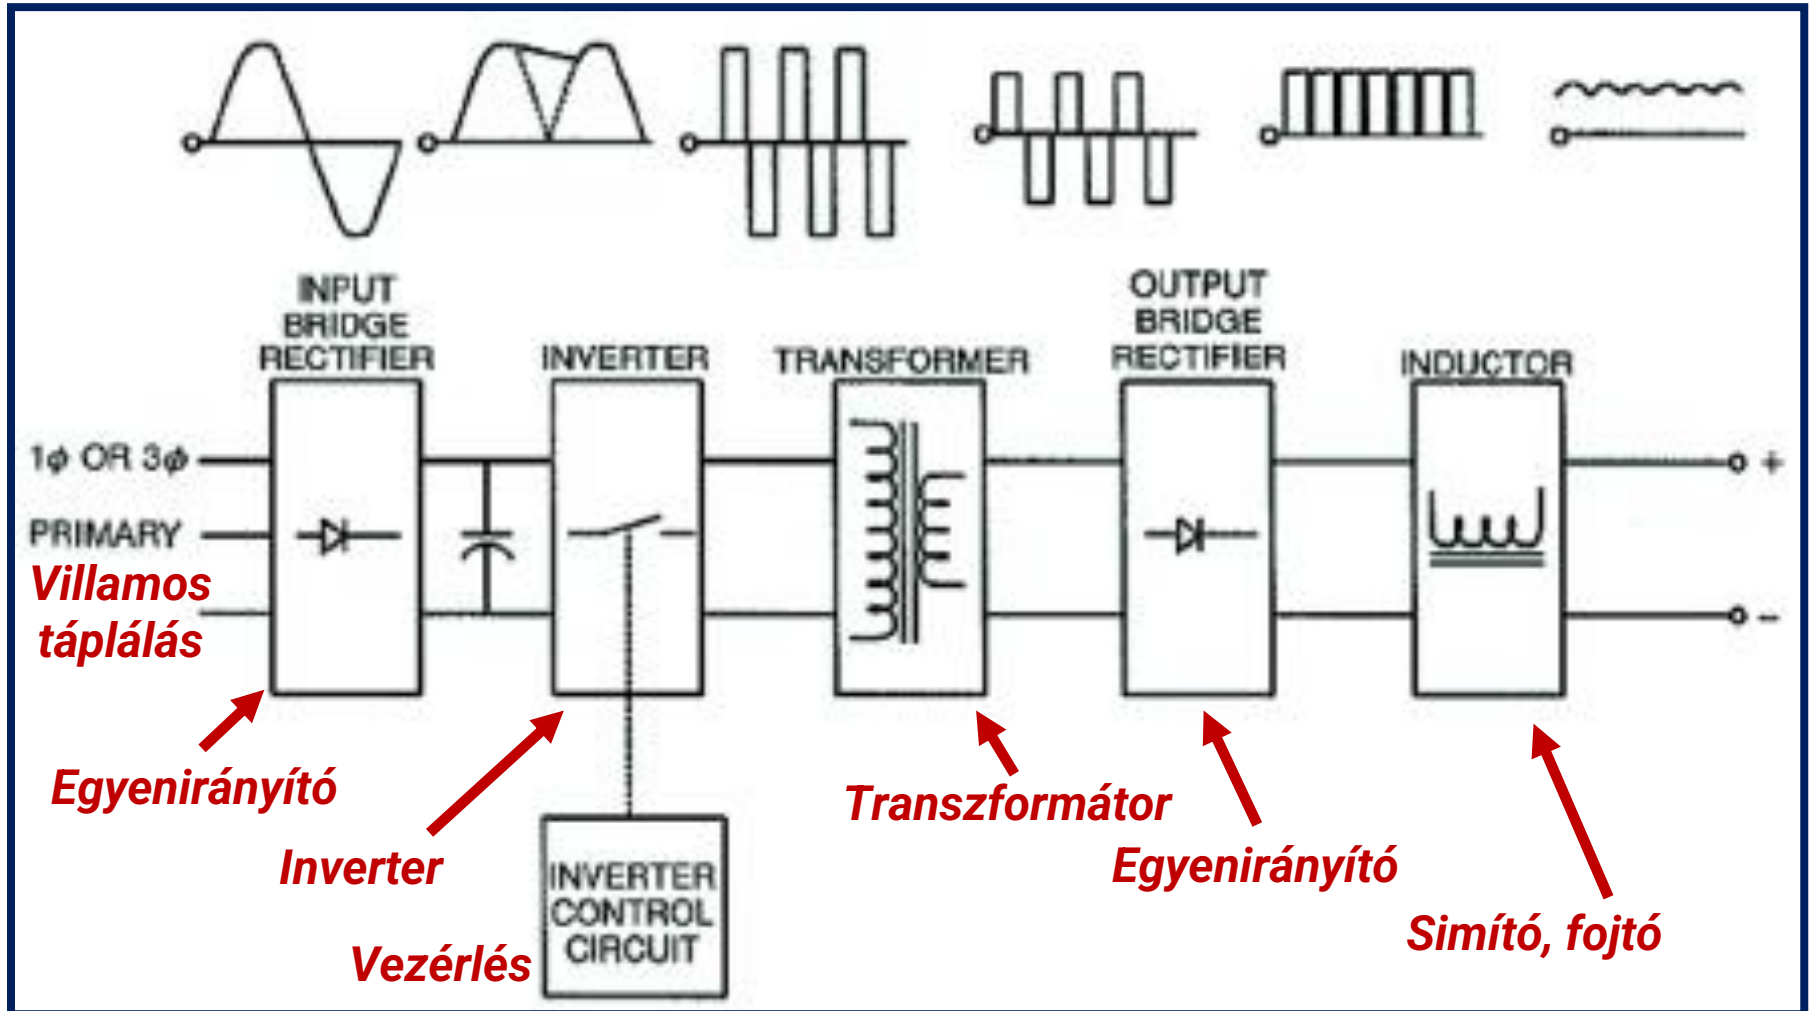 INPUT
BRIDGE
RECTIFIER
INVERTER
TRANSFORMER
OUTPUT
BRIDGE
RECTIFIER
INDUCTOR
1ϕ OR 3ϕ
PRIMARY
+
−
Villamos
táplálás
Egyenirányító
Inverter
Transzformátor
Egyenirányító
Simító, fojtó
Vezérlés
INVERTER
CONTROL
CIRCUIT